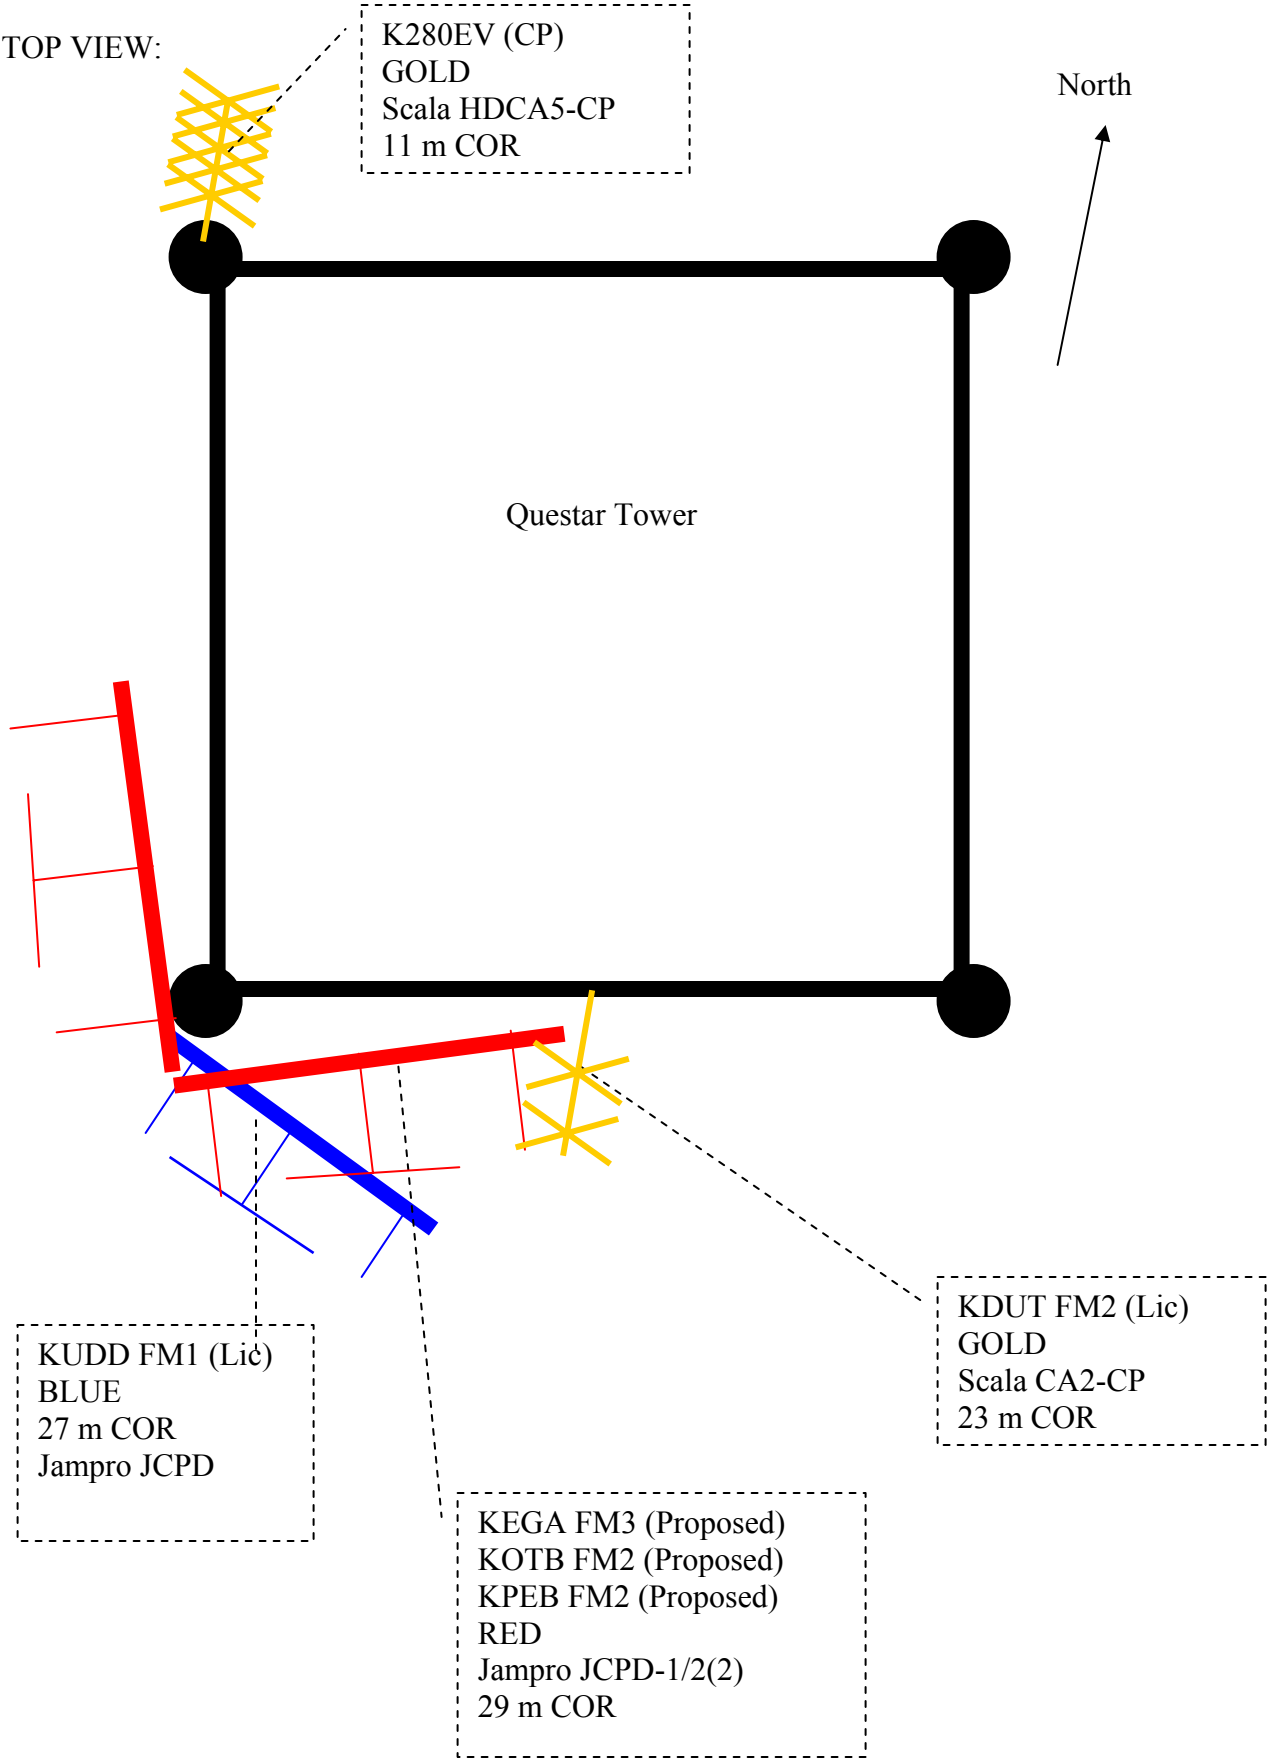 TOP VIEW:
K280EV (CP)
GOLD
Scala HDCA5-CP
11 m COR
North
Questar Tower
KUDD FM1 (Lic)
BLUE
27 m COR
Jampro JCPD
KDUT FM2 (Lic)
GOLD
Scala CA2-CP
23 m COR
KEGA FM3 (Proposed)
KOTB FM2 (Proposed)
KPEB FM2 (Proposed)
RED
Jampro JCPD-1/2(2)
29 m COR